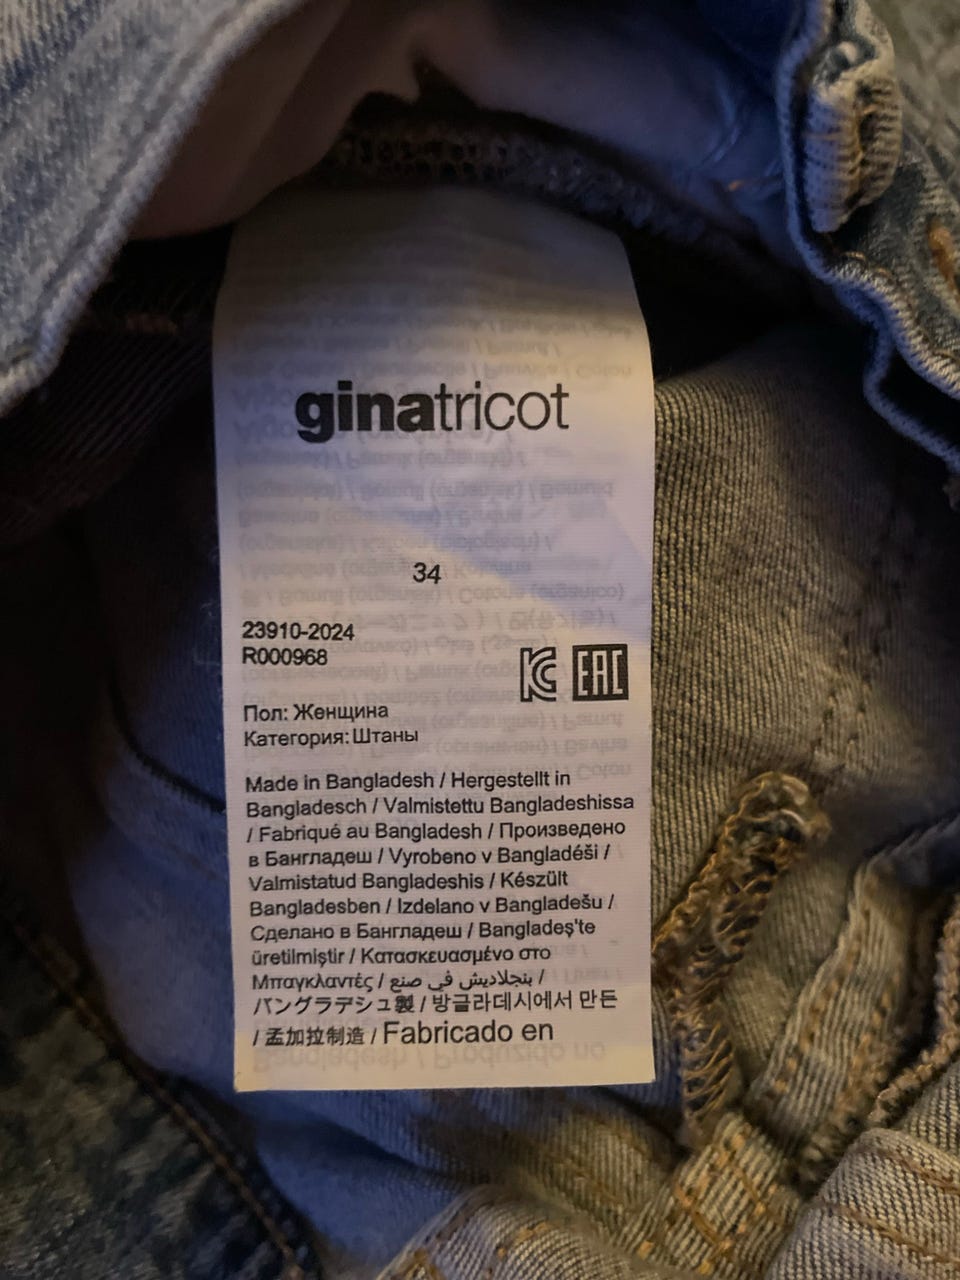 ginatricot
34
23910-2024
R000968
KC EAC
Пол: Женщина
Категория: Штаны
Made in Bangladesh / Hergestellt in
Bangladesch / Valmistettu Bangladeshissa
/ Fabriqué au Bangladesh / Произведено
в Бангладеш / Vyrobeno v Bangladéši /
Valmistatud Bangladeshis / Készült
Bangladesben / Izdelano v Bangladešu /
Сделано в Бангладеш / Bangladeş'te
üretilmiştir / Κατασκευασμένο στο
Μπαγκλαντές / بنجلاديش في صنع /
バングラデシュ製 / 방글라데시에서 만든
/ 孟加拉制造 / Fabricado en